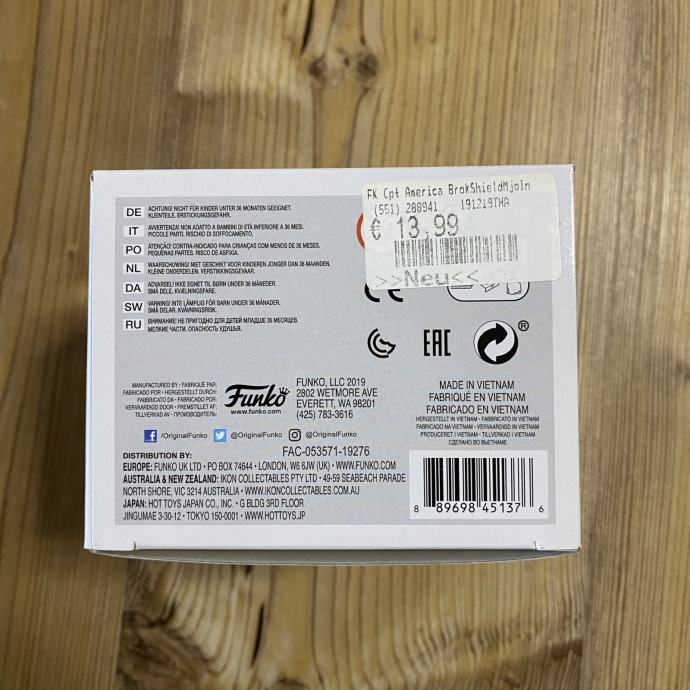 FK Cpt America BrokShieldMjoln
(551) 288941 191219THA
€ 13,99
>>Neu<<
DE ACHTUNG! NICHT FÜR KINDER UNTER 36 MONATEN GEEIGNET.
KLEINTEILE. ERSTICKUNGSGEFAHR.
IT AVVERTENZA! NON ADATTO A BAMBINI DI ETÀ INFERIORE A 36 MESI.
PICCOLE PARTI. RISCHIO DI SOFFOCAMENTO.
PO ATENÇÃO! CONTRA-INDICADO PARA CRIANÇAS COM MENOS DE 36 MESES.
PEQUENAS PARTES. RISCO DE ASFIXIA.
NL WAARSCHUWING! NIET GESCHIKT VOOR KINDEREN JONGER DAN 36 MAANDEN.
KLEINE ONDERDELEN. VERSTIKKINGSGEVAAR.
DA ADVARSEL! IKKE EGNET TIL BØRN UNDER 36 MÅNEDER.
SMÅ DELE. KVÆLNINGSFARE.
SW VARNING! INTE LÄMPLIG FÖR BARN UNDER 36 MÅNADER.
SMÅ DELAR. KVÄVNINGSRISK.
RU ВНИМАНИЕ! НЕ ПРИГОДНО ДЛЯ ДЕТЕЙ МЛАДШЕ 36 МЕСЯЦЕВ.
МЕЛКИЕ ЧАСТИ. ОПАСНОСТЬ УДУШЬЯ.
CE
EAC
®
MANUFACTURED BY • FABRIQUÉ PAR:
FABRICADO POR • HERGESTELLT DURCH:
FABBRICATO DA • FABRICADO POR:
VERVAARDIGD DOOR • FREMSTILLET AF:
TILLVERKAD AV • ПРОИЗВОДИТЕЛЬ:
Funko
www.funko.com
FUNKO, LLC 2019
2802 WETMORE AVE
EVERETT, WA 98201
(425) 783-3616
MADE IN VIETNAM
FABRIQUÉ EN VIETNAM
FABRICADO EN VIETNAM
HERGESTELLT IN VIETNAM • FABBRICATO IN VIETNAM
FABRICADO NA VIETNAM • VERVAARDIGD IN VIETNAM
PRODUCERET I VIETNAM • TILLVERKAD I VIETNAM
СДЕЛАНО ВО ВЬЕТНАМЕ
/OriginalFunko @OriginalFunko @OriginalFunko
FAC-053571-19276
DISTRIBUTION BY:
EUROPE: FUNKO UK LTD • PO BOX 74644 • LONDON, W6 6JW (UK) • WWW.FUNKO.COM
AUSTRALIA & NEW ZEALAND: IKON COLLECTABLES PTY LTD • 49-59 SEABEACH PARADE
NORTH SHORE, VIC 3214 AUSTRALIA • WWW.IKONCOLLECTABLES.COM.AU
JAPAN: HOT TOYS JAPAN CO., INC. • G BLDG 3RD FLOOR
JINGUMAE 3-30-12 • TOKYO 150-0001 • WWW.HOTTOYS.JP
8 89698 45137 6